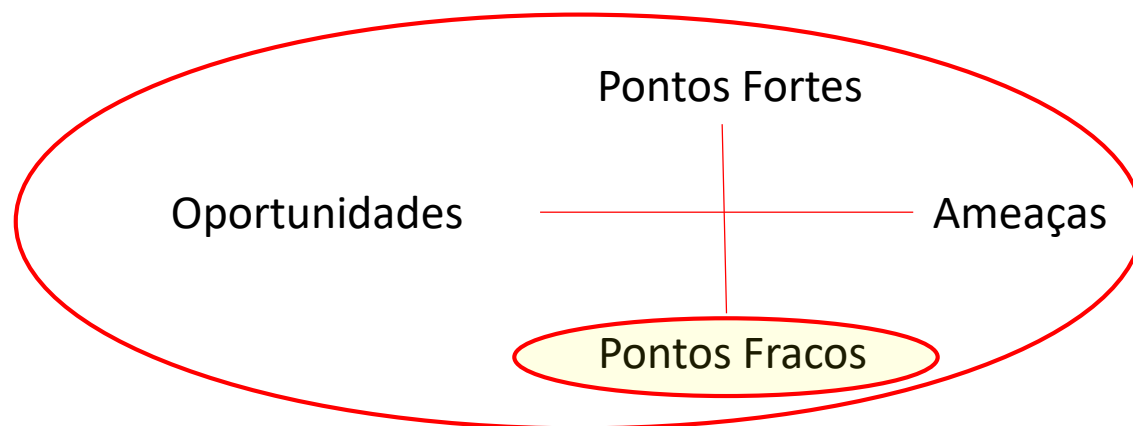 Pontos Fortes
Oportunidades
Ameaças
Pontos Fracos